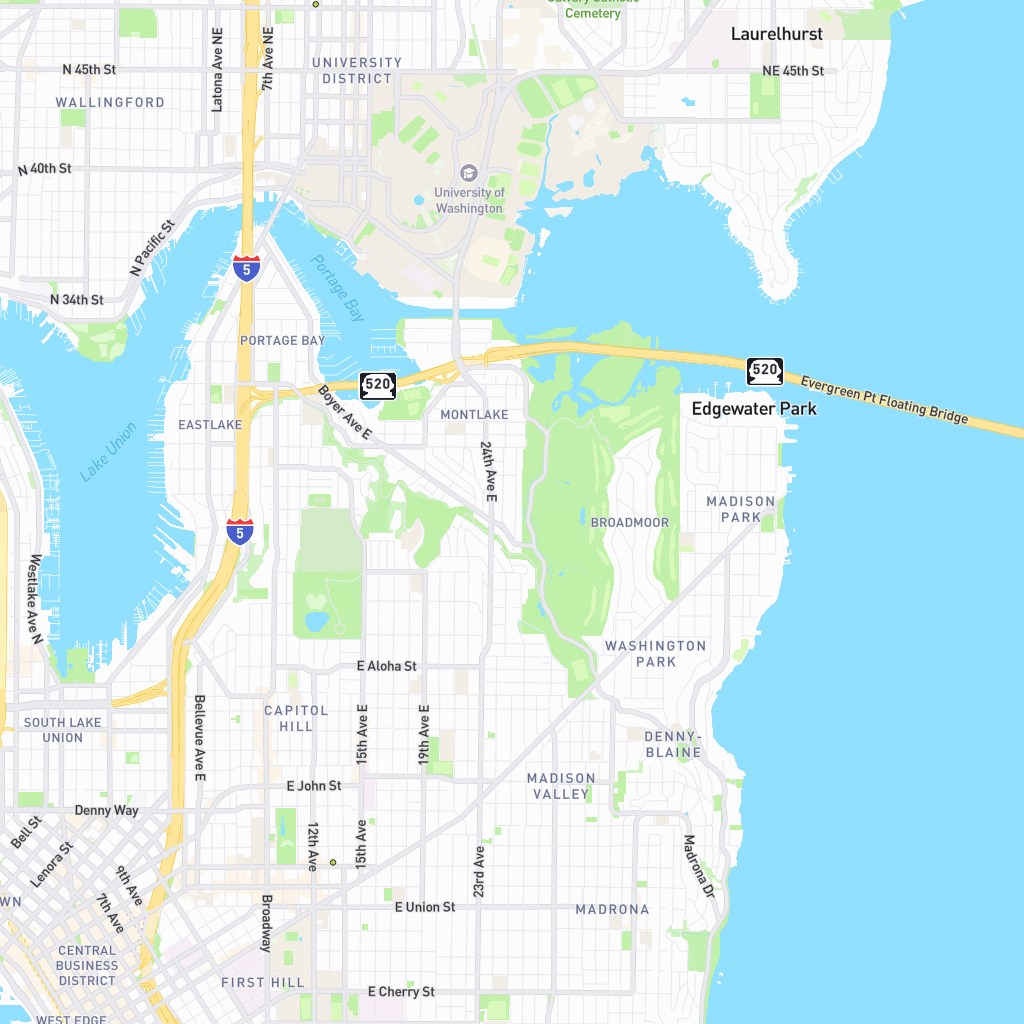 Calvary Catholic
Cemetery
Laurelhurst
7th Ave NE
Latona Ave NE
UNIVERSITY
DISTRICT
N 45th St
NE 45th St
WALLINGFORD
N 40th St
University of
Washington
N Pacific St
5
Portage Bay
N 34th St
PORTAGE BAY
520
520
Evergreen Pt Floating Bridge
Edgewater Park
Boyer Ave E
MONTLAKE
EASTLAKE
Lake Union
24th Ave E
MADISON
PARK
BROADMOOR
5
Westlake Ave N
WASHINGTON
PARK
E Aloha St
Bellevue Ave E
CAPITOL
HILL
15th Ave E
19th Ave E
SOUTH LAKE
UNION
DENNY-
BLAINE
MADISON
VALLEY
E John St
Denny Way
Bell St
Lenora St
12th Ave
15th Ave
23rd Ave
Madrona Dr
9th Ave
7th Ave
WN
Broadway
E Union St
MADRONA
CENTRAL
BUSINESS
DISTRICT
FIRST HILL
E Cherry St
WEST EDGE